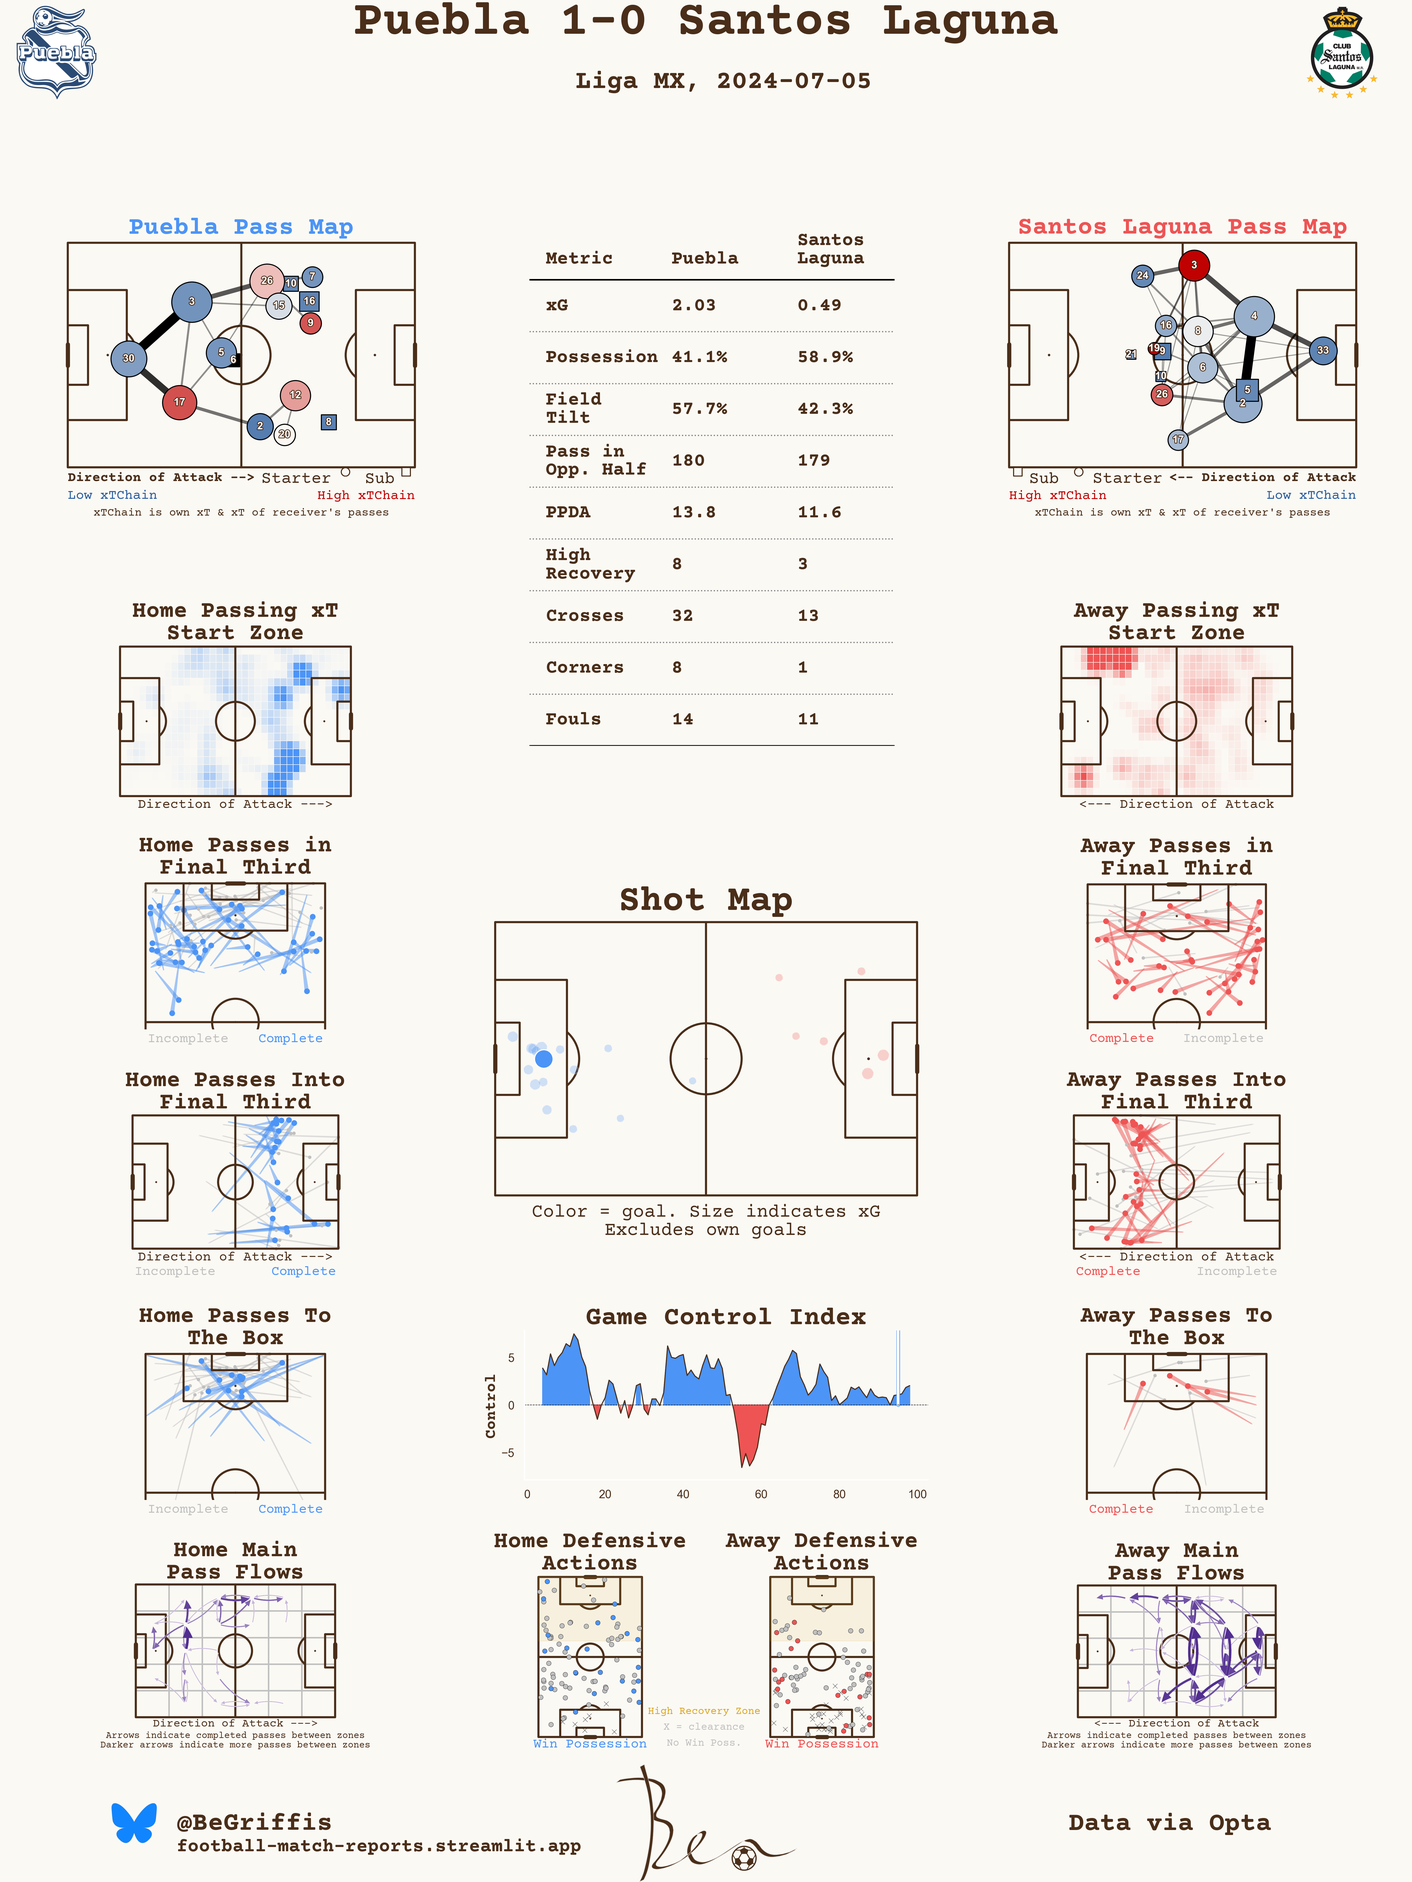 Puebla 1-0 Santos Laguna
Liga MX, 2024-07-05
Puebla
CLUB
Santos
LAGUNA
Puebla Pass Map
26
10
7
3
15
16
9
5
6
30
17
12
2
20
8
Direction of Attack --> Starter Sub
Low xTChain High xTChain
xTChain is own xT & xT of receiver's passes
Metric Puebla Santos Laguna
xG 2.03 0.49
Possession 41.1% 58.9%
Field Tilt 57.7% 42.3%
Pass in Opp. Half 180 179
PPDA 13.8 11.6
High Recovery 8 3
Crosses 32 13
Corners 8 1
Fouls 14 11
Santos Laguna Pass Map
3
24
4
16
8
19
9
21
33
6
10
26
5
2
17
Sub Starter <-- Direction of Attack
High xTChain Low xTChain
xTChain is own xT & xT of receiver's passes
Home Passing xT
Start Zone
Direction of Attack --->
Away Passing xT
Start Zone
<--- Direction of Attack
Home Passes in
Final Third
Incomplete Complete
Away Passes in
Final Third
Complete Incomplete
Shot Map
Color = goal. Size indicates xG
Excludes own goals
Home Passes Into
Final Third
Direction of Attack --->
Incomplete Complete
Away Passes Into
Final Third
<--- Direction of Attack
Complete Incomplete
Home Passes To
The Box
Incomplete Complete
Game Control Index
Control
5
0
−5
0 20 40 60 80 100
Away Passes To
The Box
Complete Incomplete
Home Main
Pass Flows
Direction of Attack --->
Arrows indicate completed passes between zones
Darker arrows indicate more passes between zones
Home Defensive
Actions
Win Possession
High Recovery Zone
X = clearance
No Win Poss.
Away Defensive
Actions
Win Possession
Away Main
Pass Flows
<--- Direction of Attack
Arrows indicate completed passes between zones
Darker arrows indicate more passes between zones
@BeGriffis
football-match-reports.streamlit.app
Ben
Data via Opta